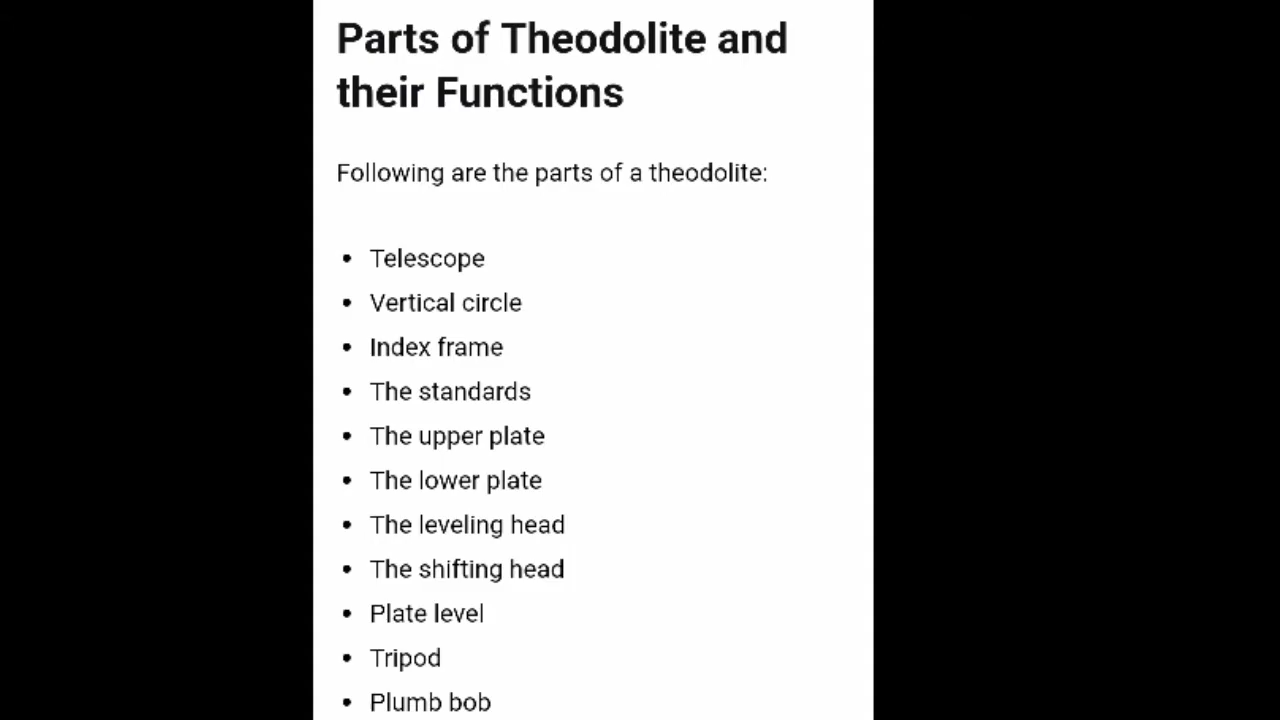 Parts of Theodolite and
their Functions
Following are the parts of a theodolite:
• Telescope
• Vertical circle
• Index frame
• The standards
• The upper plate
• The lower plate
• The leveling head
• The shifting head
• Plate level
• Tripod
• Plumb bob